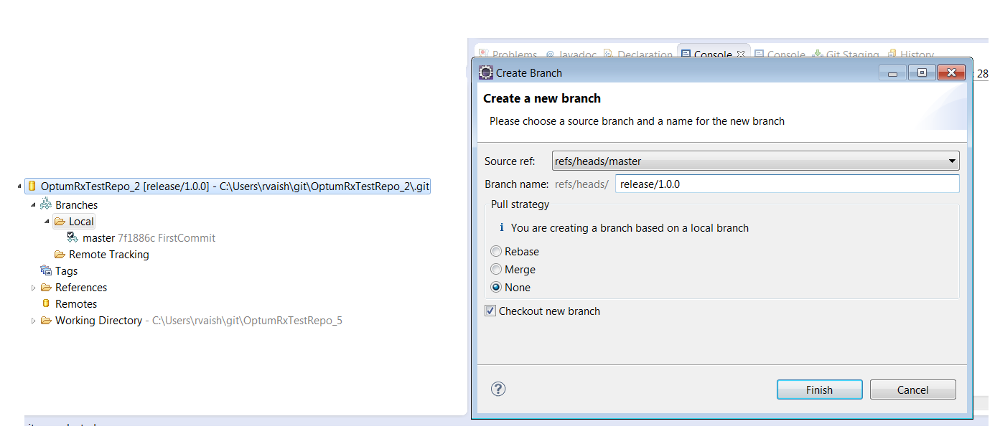 Problems @ Javadoc Declaration Console Console Git Staging History
Create Branch
28
Create a new branch
Please choose a source branch and a name for the new branch
Source ref: refs/heads/master
Branch name: refs/heads/ release/1.0.0
Pull strategy
You are creating a branch based on a local branch
Rebase
Merge
None
Checkout new branch
Finish Cancel
OptumRxTestRepo_2 [release/1.0.0] - C:\Users\rvaish\git\OptumRxTestRepo_2\.git
Branches
Local
master 7f1886c FirstCommit
Remote Tracking
Tags
References
Remotes
Working Directory - C:\Users\rvaish\git\OptumRxTestRepo_5